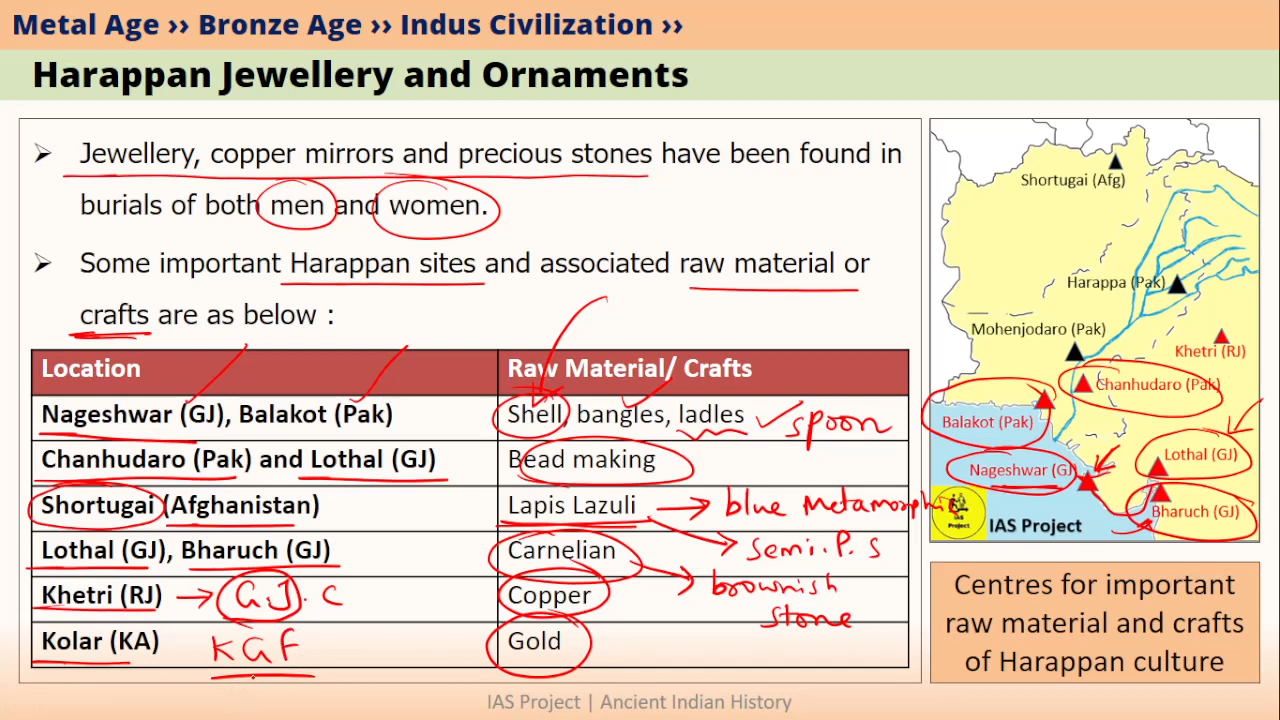 Metal Age ›› Bronze Age ›› Indus Civilization ››
Harappan Jewellery and Ornaments
➢ Jewellery, copper mirrors and precious stones have been found in
burials of both men and women.
➢ Some important Harappan sites and associated raw material or
crafts are as below :
Location Raw Material/ Crafts
Nageshwar (GJ), Balakot (Pak) Shell, bangles, ladles spoon
Chanhudaro (Pak) and Lothal (GJ) Bead making
Shortugai (Afghanistan) Lapis Lazuli → blue Metamorphic
semi. P. S
Lothal (GJ), Bharuch (GJ) Carnelian
brownish
stone
Khetri (RJ) → G.J. C Copper
Kolar (KA) KGF Gold
Shortugai (Afg)
Harappa (Pak)
Mohenjodaro (Pak)
Khetri (RJ)
Chanhudaro (Pak)
Balakot (Pak)
Lothal (GJ)
Nageshwar (GJ)
Bharuch (GJ)
IAS
Project
IAS Project
Centres for important
raw material and crafts
of Harappan culture
IAS Project | Ancient Indian History